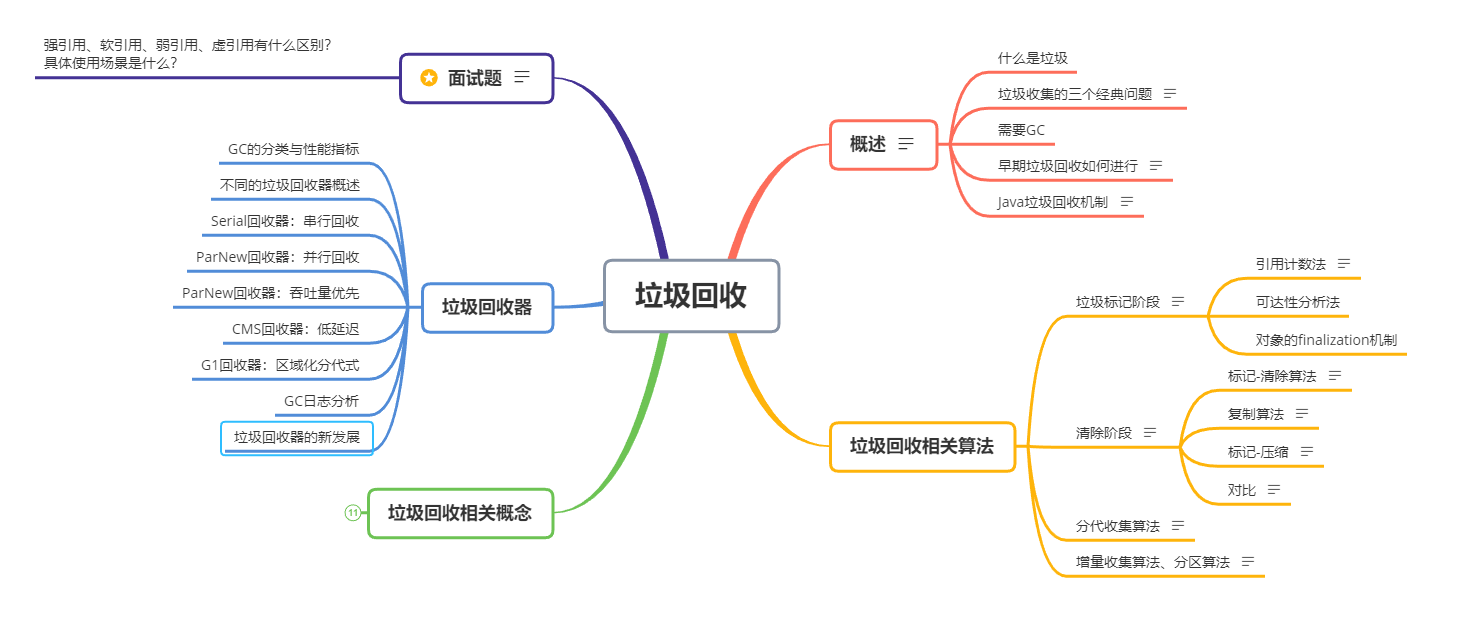 垃圾回收
面试题
强引用、软引用、弱引用、虚引用有什么区别?
具体使用场景是什么?
垃圾回收器
GC的分类与性能指标
不同的垃圾回收器概述
Serial回收器：串行回收
ParNew回收器：并行回收
ParNew回收器：吞吐量优先
CMS回收器：低延迟
G1回收器：区域化分代式
GC日志分析
垃圾回收器的新发展
垃圾回收相关概念
11
概述
什么是垃圾
垃圾收集的三个经典问题
需要GC
早期垃圾回收如何进行
Java垃圾回收机制
垃圾回收相关算法
垃圾标记阶段
引用计数法
可达性分析法
对象的finalization机制
清除阶段
标记-清除算法
复制算法
标记-压缩
对比
分代收集算法
增量收集算法、分区算法